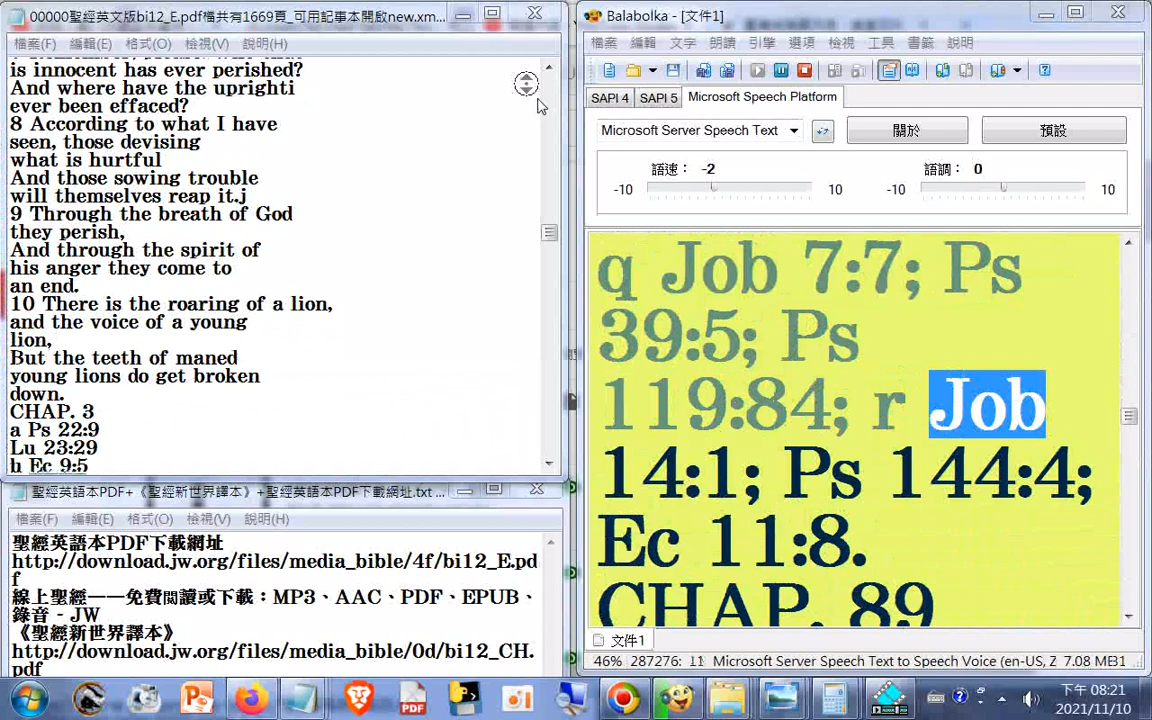 00000聖經英文版bi12_E.pdf檔共有1669頁_可用記事本開啟new.xm...
檔案(F) 編輯(E) 格式(O) 檢視(V) 說明(H)
is innocent has ever perished?
And where have the uprighti
ever been effaced?
8 According to what I have
seen, those devising
what is hurtful
And those sowing trouble
will themselves reap it.j
9 Through the breath of God
they perish,
And through the spirit of
his anger they come to
an end.
10 There is the roaring of a lion,
and the voice of a young
lion,
But the teeth of maned
young lions do get broken
down.
CHAP. 3
a Ps 22:9
Lu 23:29
h Ec 9:5
聖經英語本PDF+《聖經新世界譯本》+聖經英語本PDF下載網址.txt ...
檔案(F) 編輯(E) 格式(O) 檢視(V) 說明(H)
聖經英語本PDF下載網址
http://download.jw.org/files/media_bible/4f/bi12_E.pd
f
線上聖經——免費閱讀或下載：MP3、AAC、PDF、EPUB、
錄音 - JW
《聖經新世界譯本》
http://download.jw.org/files/media_bible/0d/bi12_CH.
pdf
Balabolka - [文件1]
檔案 編輯 文字 朗讀 引擎 選項 檢視 工具 書籤 說明
SAPI 4 SAPI 5 Microsoft Speech Platform
Microsoft Server Speech Text 關於 預設
語速： -2 語調： 0
-10 10 -10 10
q Job 7:7; Ps
39:5; Ps
119:84; r Job
14:1; Ps 144:4;
Ec 11:8.
CHAP. 89
文件1
46% 287276: 11 Microsoft Server Speech Text to Speech Voice (en-US, Z 7.08 MB1
下午 08:21
2021/11/10